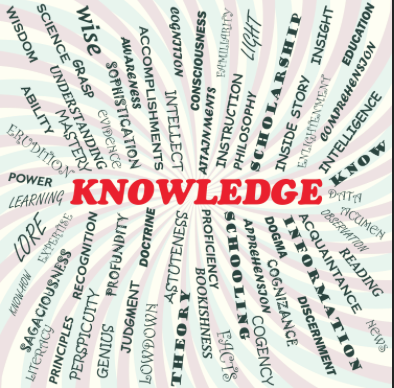 WISDOM
SCIENCE
GRASP
Wise
AWARENESS
ACCOMPLISHMENTS
COGNITION
CONSCIOUSNESS
FAMILIARITY
LIGHT
SCHOLARSHIP
INSIGHT
EDUCATION
ABILITY
UNDERSTANDING
SOPHISTICATION
EVIDENCE
INTELLECT
ATTAINMENTS
INSTRUCTION
PHILOSOPHY
INSIDE STORY
ENLIGHTENMENT
COMPREHENSION
INTELLIGENCE
ERUDITION
MASTERY
KNOW
POWER
LEARNING
KNOWLEDGE
DATA
ACUMEN
OBSERVATION
LORE
EXPERTISE
RECOGNITION
PROFUNDITY
DOCTRINE
ASTUTENESS
PROFICIENCY
SCHOOLING
APPREHENSION
DOGMA
INFORMATION
ACQUAINTANCE
READING
KNOW-HOW
SAGACIOUSNESS
LITERACY
PRINCIPLES
PERSPICUITY
GENIUS
JUDGMENT
LOWDOWN
THEORY
BOOKISHNESS
FACTS
COGENCY
COGNIZANCE
DISCERNMENT
NEWS